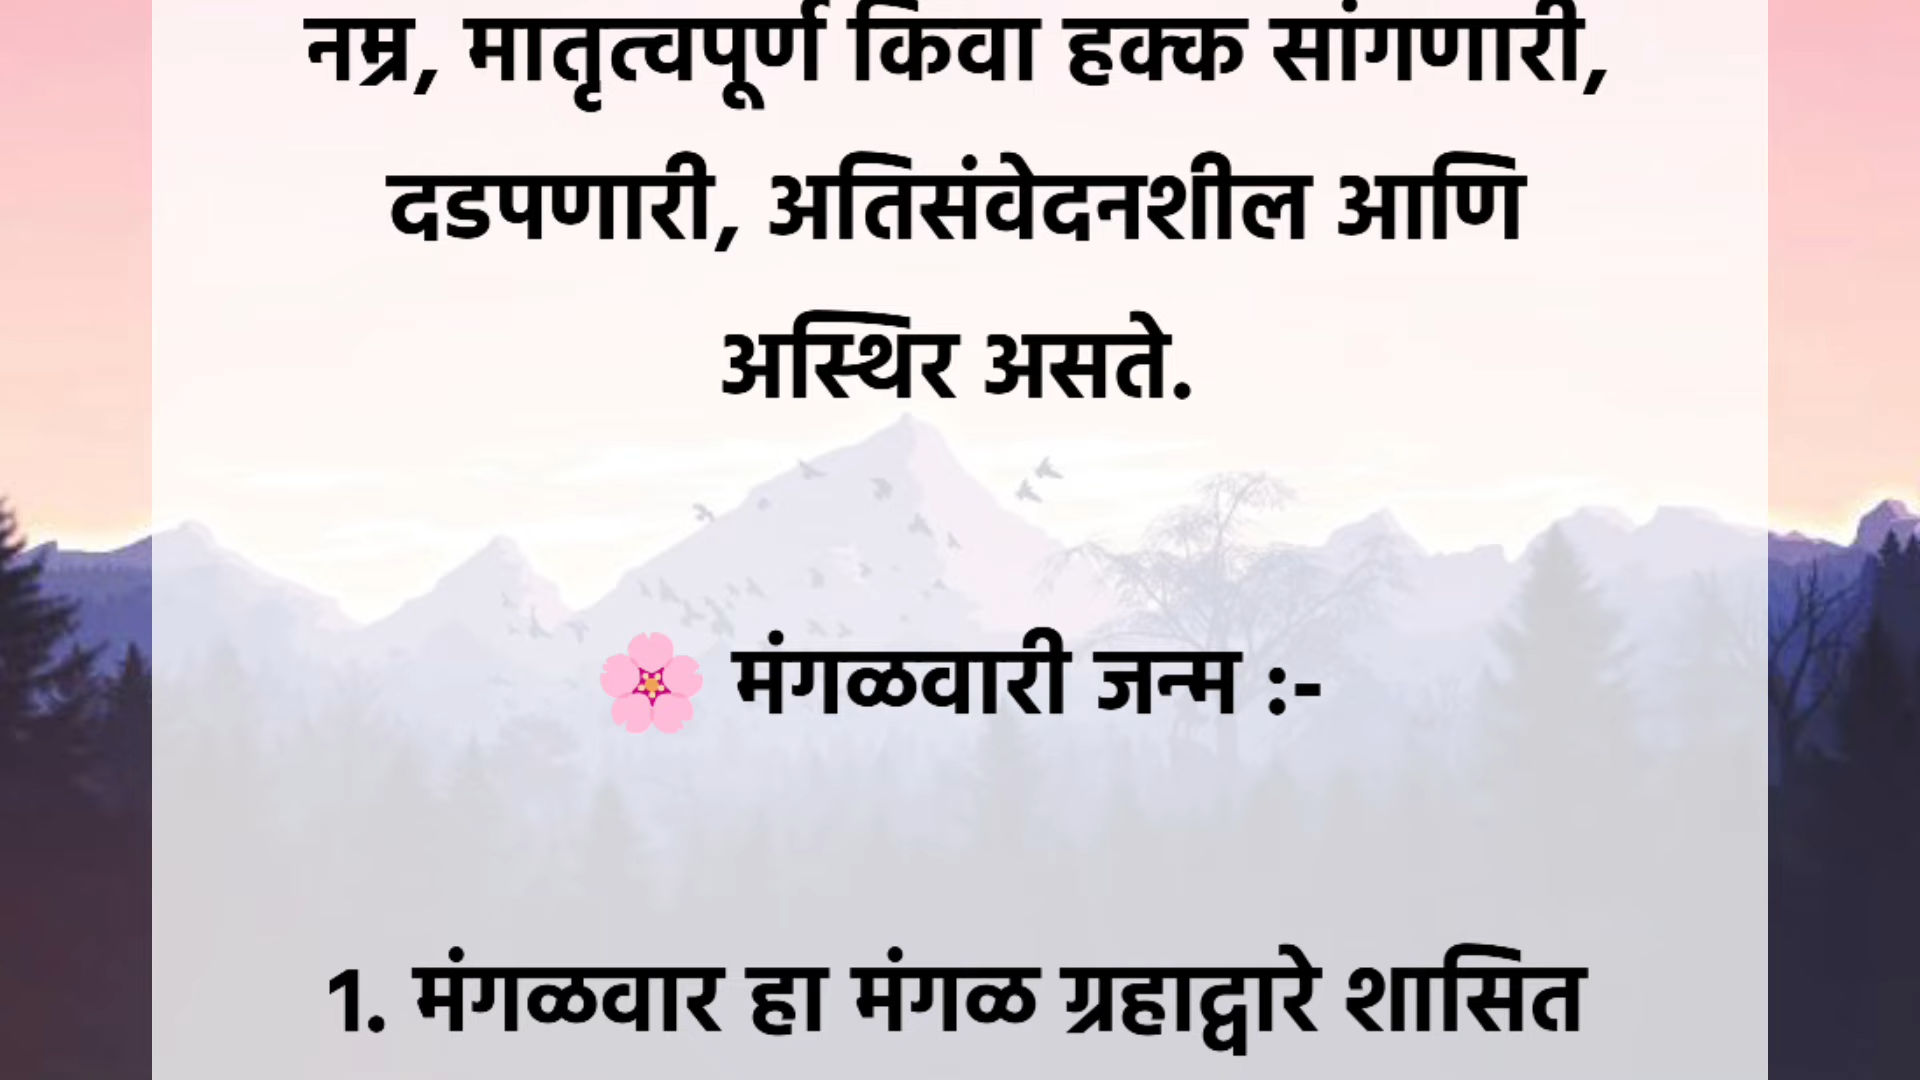 नम्र, मातृत्वपूर्ण किंवा हक्क सांगणारी,
दडपणारी, अतिसंवेदनशील आणि
अस्थिर असते.
🌸 मंगळवारी जन्म :-
1. मंगळवार हा मंगळ ग्रहाद्वारे शासित